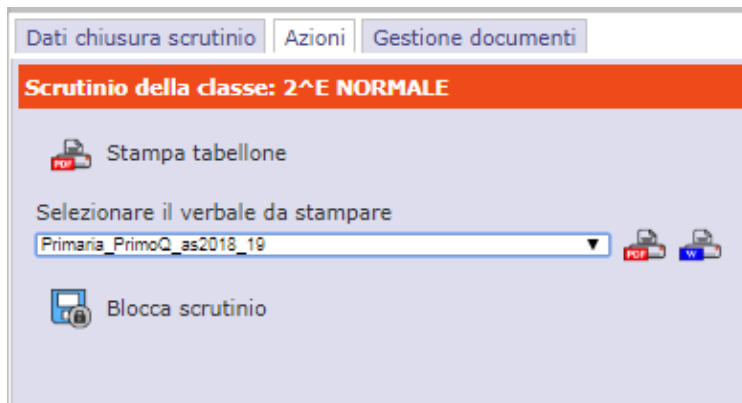 Dati chiusura scrutinio Azioni Gestione documenti
Scrutinio della classe: 2^E NORMALE
PDF Stampa tabellone
Selezionare il verbale da stampare
Primaria_PrimoQ_as2018_19 PDF W
Blocca scrutinio